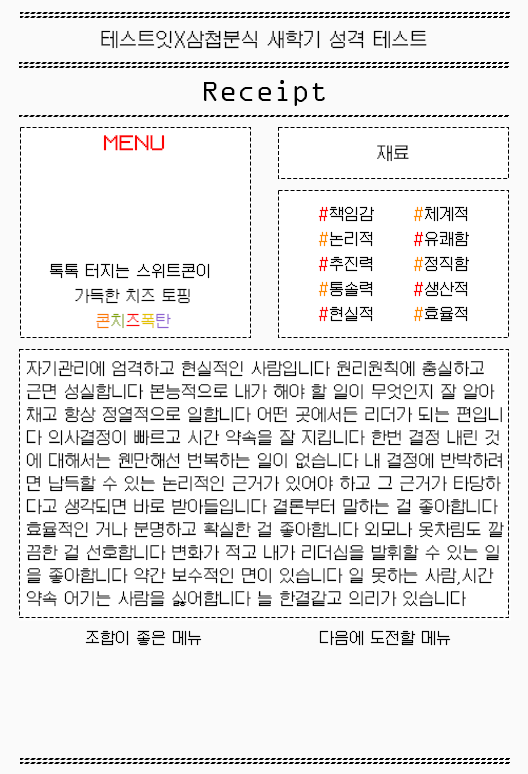 테스트잇X삼첩분식 새학기 성격 테스트
Receipt
MENU
톡톡 터지는 스위트콘이
가득한 치즈 토핑
콘치즈폭탄
재료
#책임감 #체계적
#논리적 #유쾌함
#추진력 #정직함
#통솔력 #생산적
#현실적 #효율적
자기관리에 엄격하고 현실적인 사람입니다 원리원칙에 충실하고
근면 성실합니다 본능적으로 내가 해야 할 일이 무엇인지 잘 알아
채고 항상 정열적으로 일합니다 어떤 곳에서든 리더가 되는 편입니
다 의사결정이 빠르고 시간 약속을 잘 지킵니다 한번 결정 내린 것
에 대해서는 웬만해선 번복하는 일이 없습니다 내 결정에 반박하려
면 납득할 수 있는 논리적인 근거가 있어야 하고 그 근거가 타당하
다고 생각되면 바로 받아들입니다 결론부터 말하는 걸 좋아합니다
효율적인 거나 분명하고 확실한 걸 좋아합니다 외모나 옷차림도 깔
끔한 걸 선호합니다 변화가 적고 내가 리더십을 발휘할 수 있는 일
을 좋아합니다 약간 보수적인 면이 있습니다 일 못하는 사람,시간
약속 어기는 사람을 싫어합니다 늘 한결같고 의리가 있습니다
조합이 좋은 메뉴
다음에 도전할 메뉴